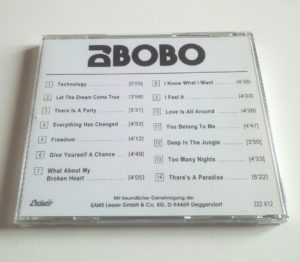 DJ BOBO
1 Technology [3:55]
2 Let The Dream Come True [3:58]
3 There Is A Party [5:31]
4 Everything Has Changed [4:53]
5 Freedom [4:12]
6 Give Yourself A Chance [4:49]
7 What About My
Broken Heart [4:05]
8 I Know What I Want [4:35]
9 I Feel It [4:03]
10 Love Is All Around [4:26]
11 You Belong To Me [4:47]
12 Deep In The Jungle [3:50]
13 Too Many Nights [4:23]
14 There's A Paradise [5:22]
Mit freundlicher Genehmigung der
EAMS Lesser GmbH & Co. KG, D-94469 Deggendorf
222 412